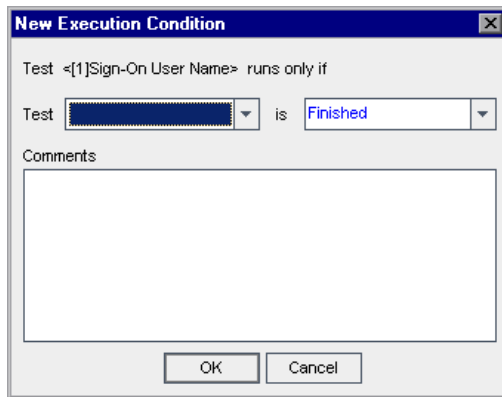 New Execution Condition
Test <[1]Sign-On User Name> runs only if
Test is Finished
Comments
OK Cancel